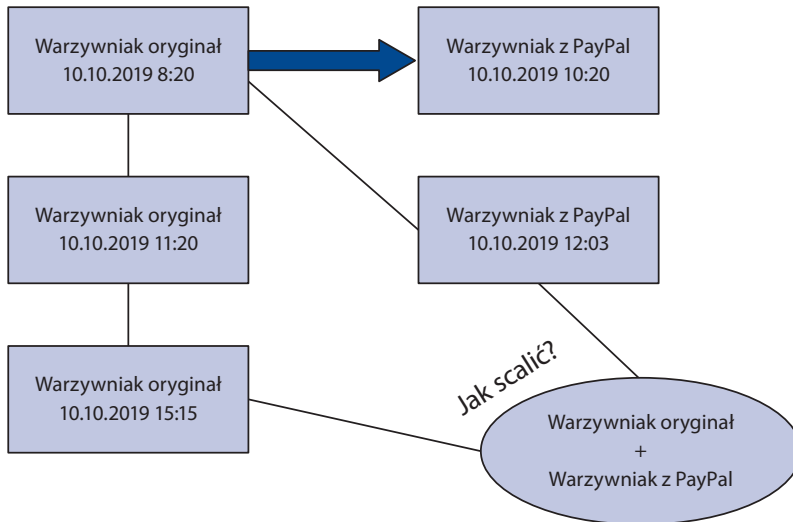 Warzywniak oryginał
10.10.2019 8:20
Warzywniak z PayPal
10.10.2019 10:20
Warzywniak oryginał
10.10.2019 11:20
Warzywniak z PayPal
10.10.2019 12:03
Warzywniak oryginał
10.10.2019 15:15
Jak scalić?
Warzywniak oryginał
+
Warzywniak z PayPal